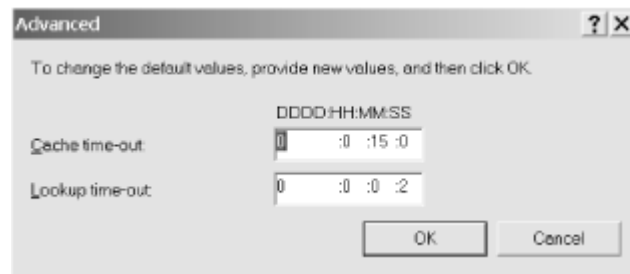 Advanced
? X
To change the default values, provide new values, and then click OK.
DDDD:HH:MM:SS
Cache time-out: 0 :0 :15 :0
Lookup time-out: 0 :0 :0 :2
OK Cancel